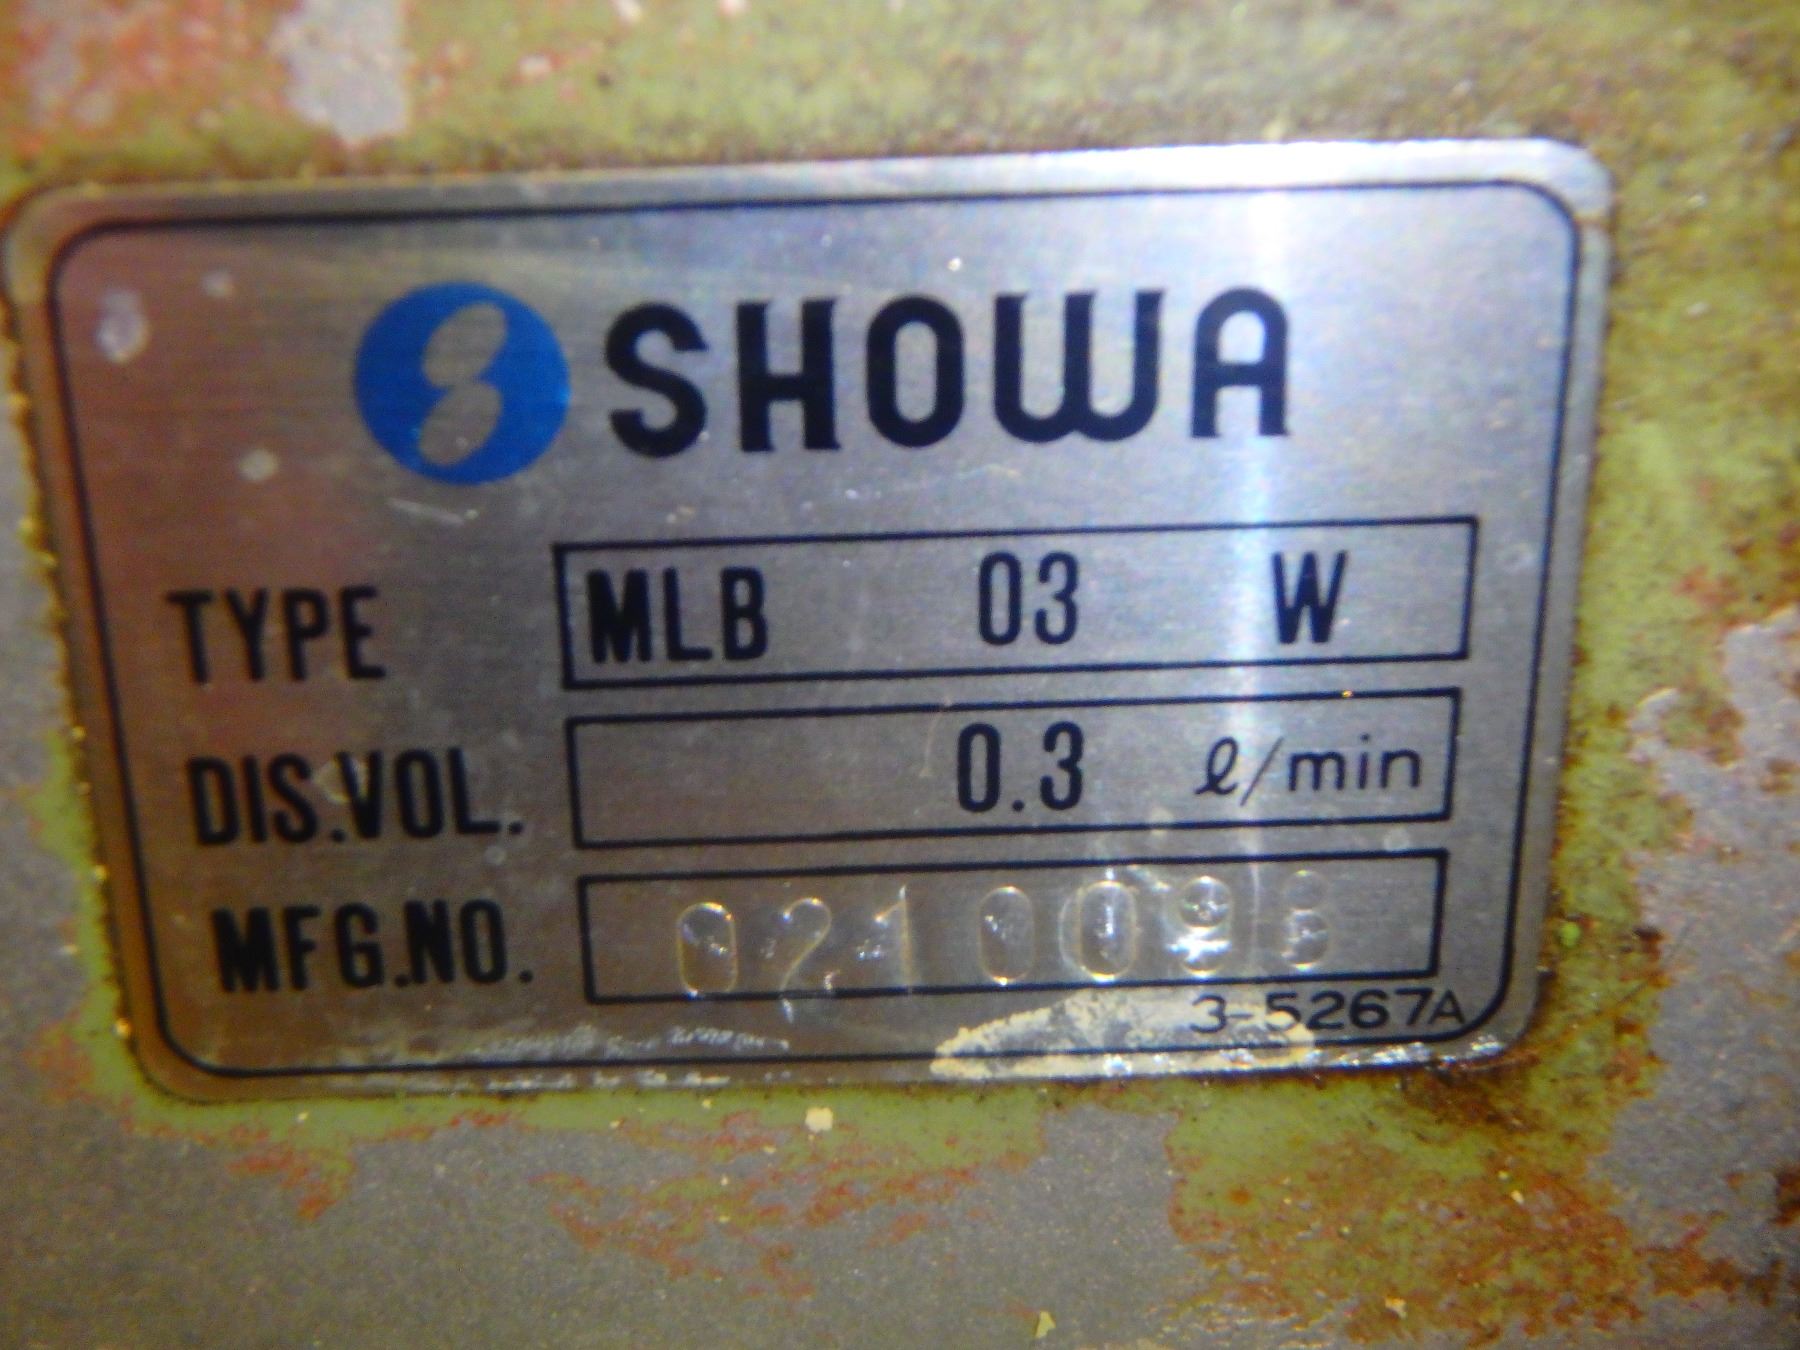 SHOWA
TYPE MLB 03 W
DIS.VOL. 0.3 ℓ/min
MFG.NO.
3-5267A